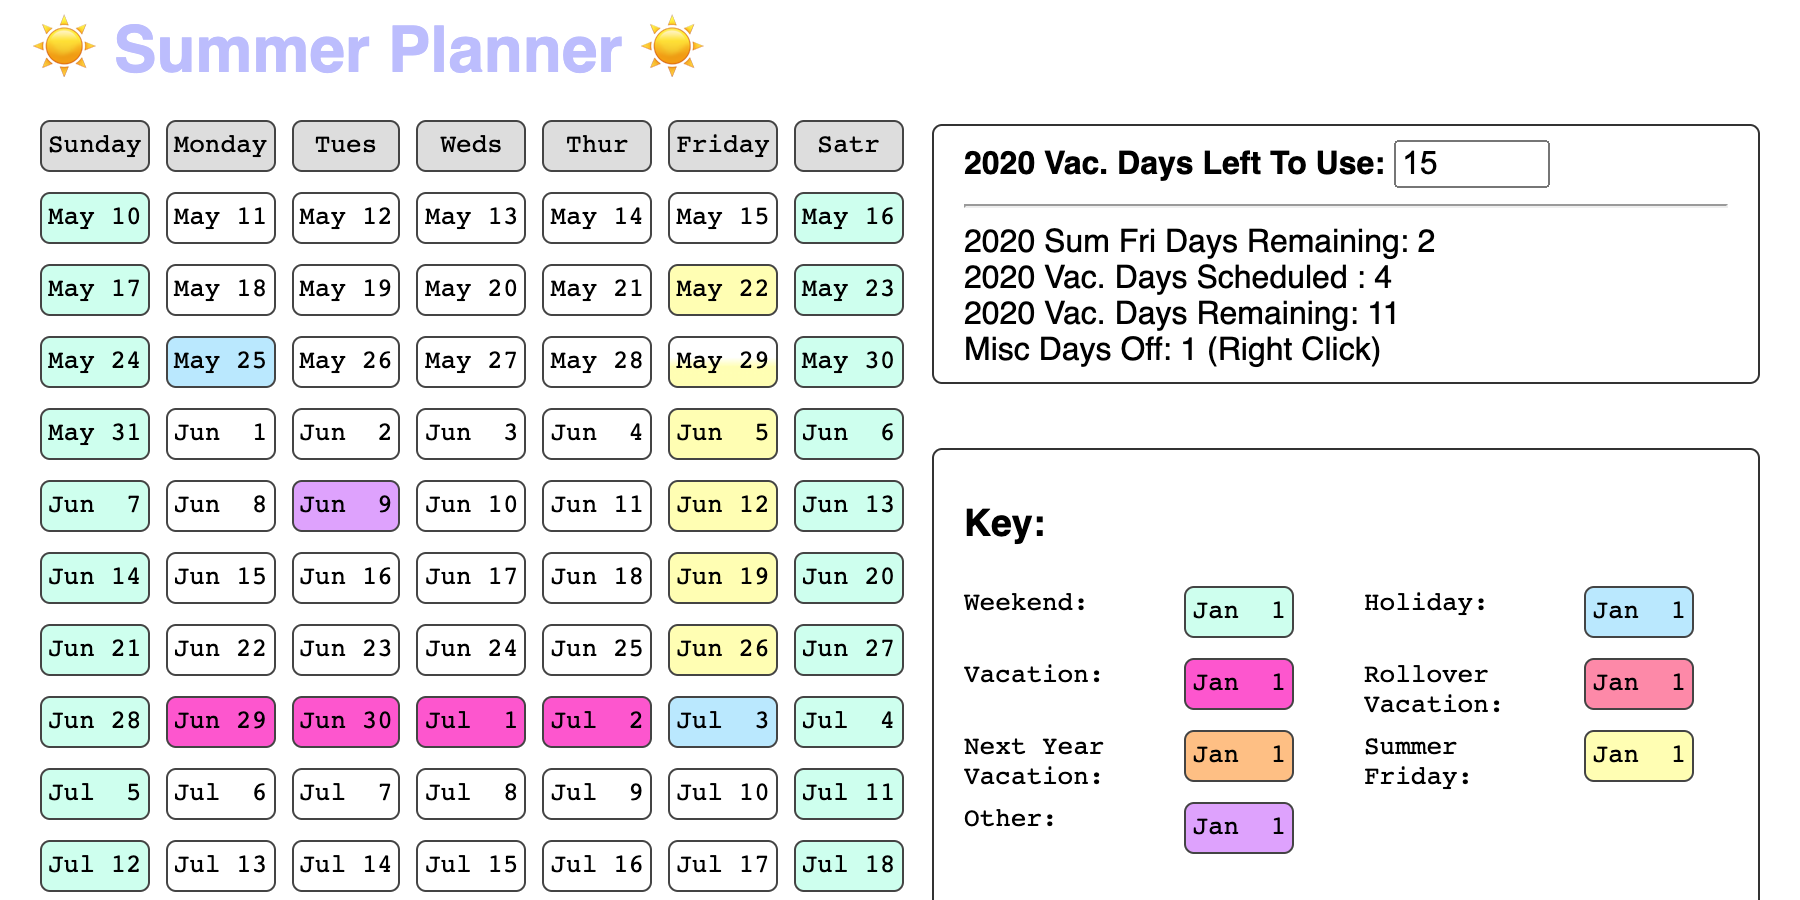 Summer Planner
Sunday Monday Tues Weds Thur Friday Satr
May 10 May 11 May 12 May 13 May 14 May 15 May 16
May 17 May 18 May 19 May 20 May 21 May 22 May 23
May 24 May 25 May 26 May 27 May 28 May 29 May 30
May 31 Jun 1 Jun 2 Jun 3 Jun 4 Jun 5 Jun 6
Jun 7 Jun 8 Jun 9 Jun 10 Jun 11 Jun 12 Jun 13
Jun 14 Jun 15 Jun 16 Jun 17 Jun 18 Jun 19 Jun 20
Jun 21 Jun 22 Jun 23 Jun 24 Jun 25 Jun 26 Jun 27
Jun 28 Jun 29 Jun 30 Jul 1 Jul 2 Jul 3 Jul 4
Jul 5 Jul 6 Jul 7 Jul 8 Jul 9 Jul 10 Jul 11
Jul 12 Jul 13 Jul 14 Jul 15 Jul 16 Jul 17 Jul 18
2020 Vac. Days Left To Use: 15
2020 Sum Fri Days Remaining: 2
2020 Vac. Days Scheduled : 4
2020 Vac. Days Remaining: 11
Misc Days Off: 1 (Right Click)
Key:
Weekend: Jan 1 Holiday: Jan 1
Vacation: Jan 1 Rollover Jan 1
Vacation:
Next Year Jan 1 Summer Jan 1
Vacation: Friday:
Other: Jan 1